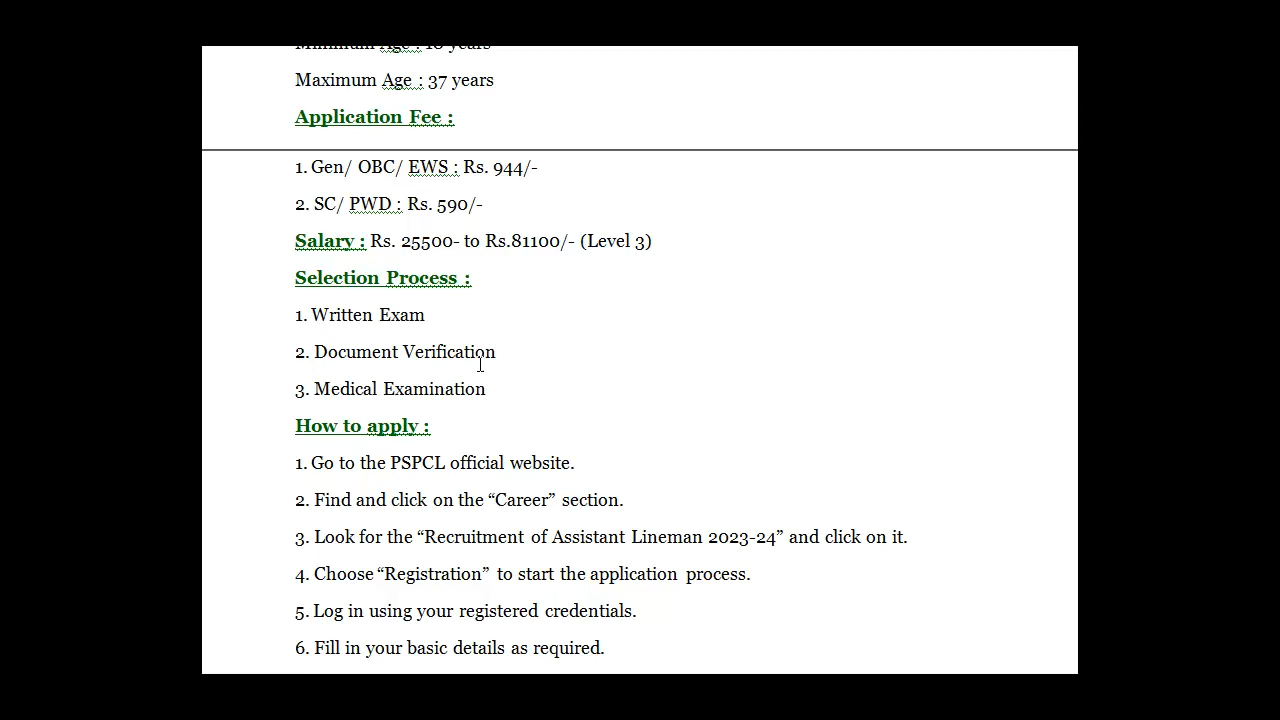 Minimum Age : 18 years
Maximum Age : 37 years
Application Fee :
1. Gen/ OBC/ EWS : Rs. 944/-
2. SC/ PWD : Rs. 590/-
Salary : Rs. 25500- to Rs.81100/- (Level 3)
Selection Process :
1. Written Exam
2. Document Verification
3. Medical Examination
How to apply :
1. Go to the PSPCL official website.
2. Find and click on the “Career” section.
3. Look for the “Recruitment of Assistant Lineman 2023-24” and click on it.
4. Choose “Registration” to start the application process.
5. Log in using your registered credentials.
6. Fill in your basic details as required.